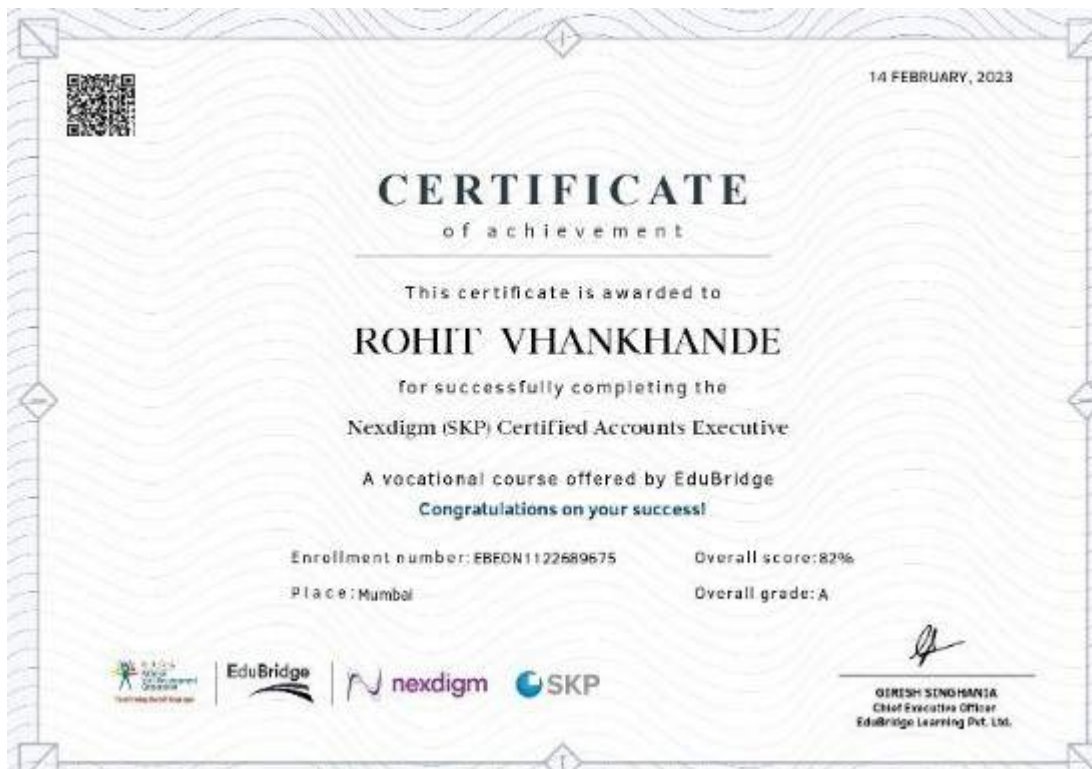 14 FEBRUARY, 2023
CERTIFICATE
of achievement
This certificate is awarded to
ROHIT VHANKHANDE
for successfully completing the
Nexdigm (SKP) Certified Accounts Executive
A vocational course offered by EduBridge
Congratulations on your success!
Enrollment number: EBEON1122689675 Overall score: 82%
Place: Mumbai Overall grade: A
EduBridge nexdigm SKP
GIRISH SINGHANIA
Chief Executive Officer
EduBridge Learning Pvt. Ltd.